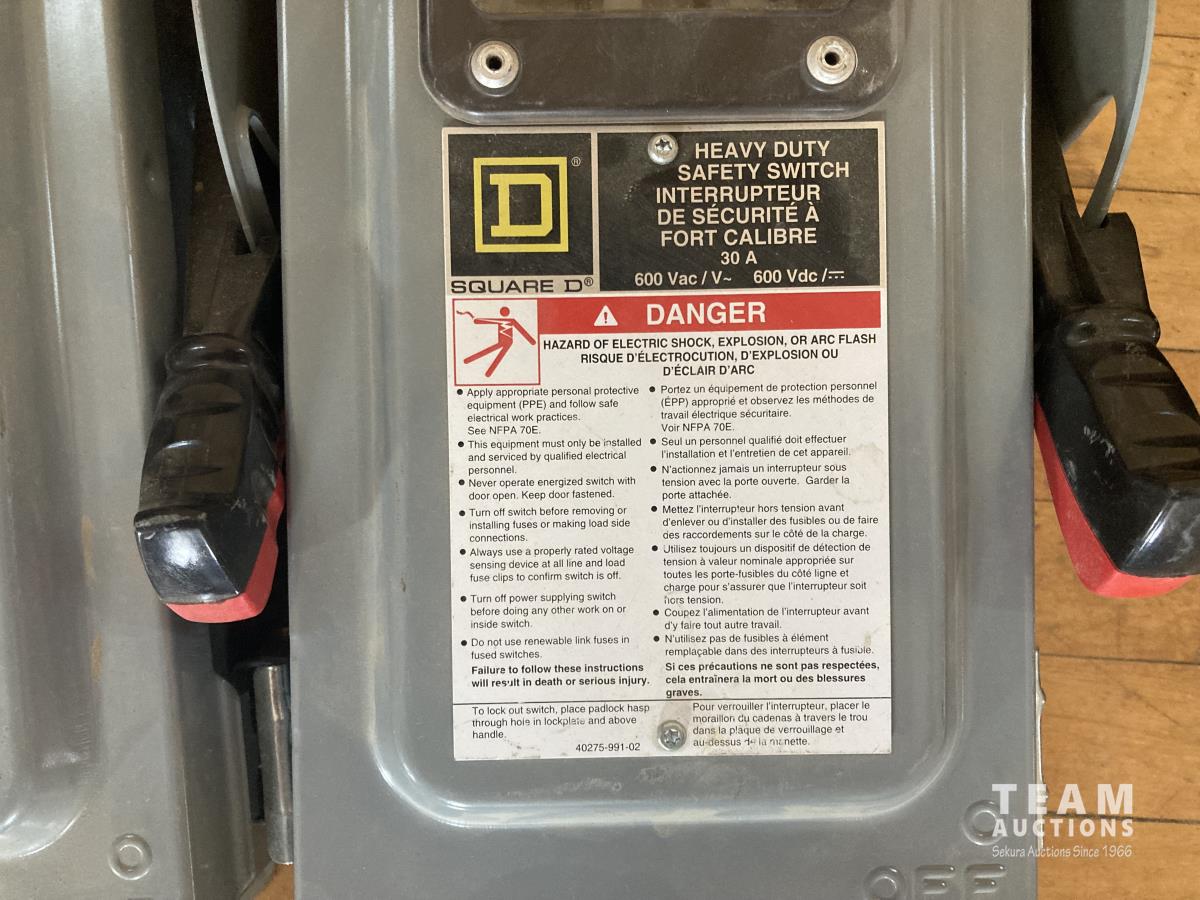 HEAVY DUTY
SAFETY SWITCH
INTERRUPTEUR
DE SÉCURITÉ À
FORT CALIBRE
30 A
600 Vac / V~ 600 Vdc /⎓
D®
SQUARE D®
DANGER
HAZARD OF ELECTRIC SHOCK, EXPLOSION, OR ARC FLASH
RISQUE D'ÉLECTROCUTION, D'EXPLOSION OU
D'ÉCLAIR D'ARC
● Apply appropriate personal protective
equipment (PPE) and follow safe
electrical work practices.
See NFPA 70E.
● This equipment must only be installed
and serviced by qualified electrical
personnel.
● Never operate energized switch with
door open. Keep door fastened.
● Turn off switch before removing or
installing fuses or making load side
connections.
● Always use a properly rated voltage
sensing device at all line and load
fuse clips to confirm switch is off.
● Turn off power supplying switch
before doing any other work on or
inside switch.
● Do not use renewable link fuses in
fused switches.
Failure to follow these instructions
will result in death or serious injury.
● Portez un équipement de protection personnel
(ÉPP) approprié et observez les méthodes de
travail électrique sécuritaire.
Voir NFPA 70E.
● Seul un personnel qualifié doit effectuer
l'installation et l'entretien de cet appareil.
● N'actionnez jamais un interrupteur sous
tension avec la porte ouverte. Garder la
porte attachée.
● Mettez l'interrupteur hors tension avant
d'enlever ou d'installer des fusibles ou de faire
des raccordements sur le côté de la charge.
● Utilisez toujours un dispositif de détection de
tension à valeur nominale appropriée sur
toutes les porte-fusibles du côté ligne et
charge pour s'assurer que l'interrupteur soit
hors tension.
● Coupez l'alimentation de l'interrupteur avant
d'y faire tout autre travail.
● N'utilisez pas de fusibles à élément
remplaçable dans des interrupteurs à fusible.
Si ces précautions ne sont pas respectées,
cela entraînera la mort ou des blessures
graves.
To lock out switch, place padlock hasp
through hole in lockplate and above
handle.
40275-991-02
Pour verrouiller l'interrupteur, placer le
moraillon du cadenas à travers le trou
dans la plaque de verrouillage et
au-dessus de la manette.
OFF
TEAM
AUCTIONS
Sekura Auctions Since 1966